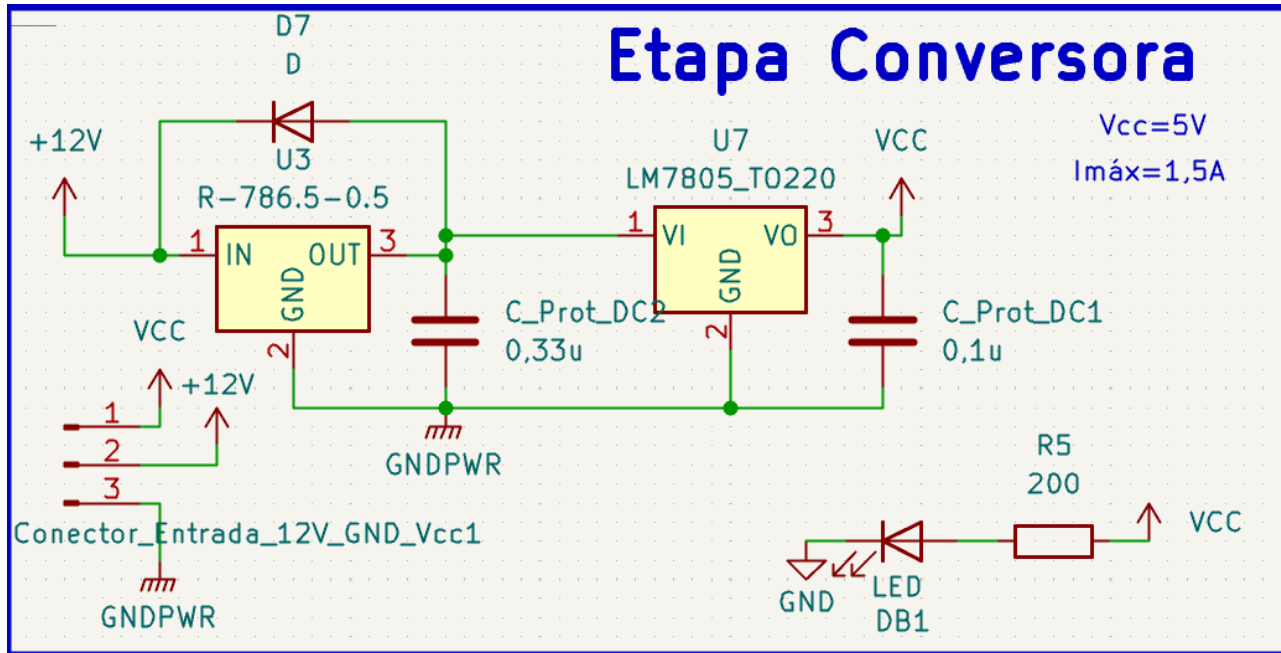 Etapa Conversora
D7
D
+12V
U3
R-786.5-0.5
1
IN
OUT
3
GND
2
U7
LM7805_TO220
1
VI
VO
3
GND
2
VCC
Vcc=5V
Imáx=1,5A
C_Prot_DC2
0,33u
C_Prot_DC1
0,1u
GNDPWR
VCC
+12V
1
2
3
Conector_Entrada_12V_GND_Vcc1
GNDPWR
R5
200
VCC
GND
LED
DB1